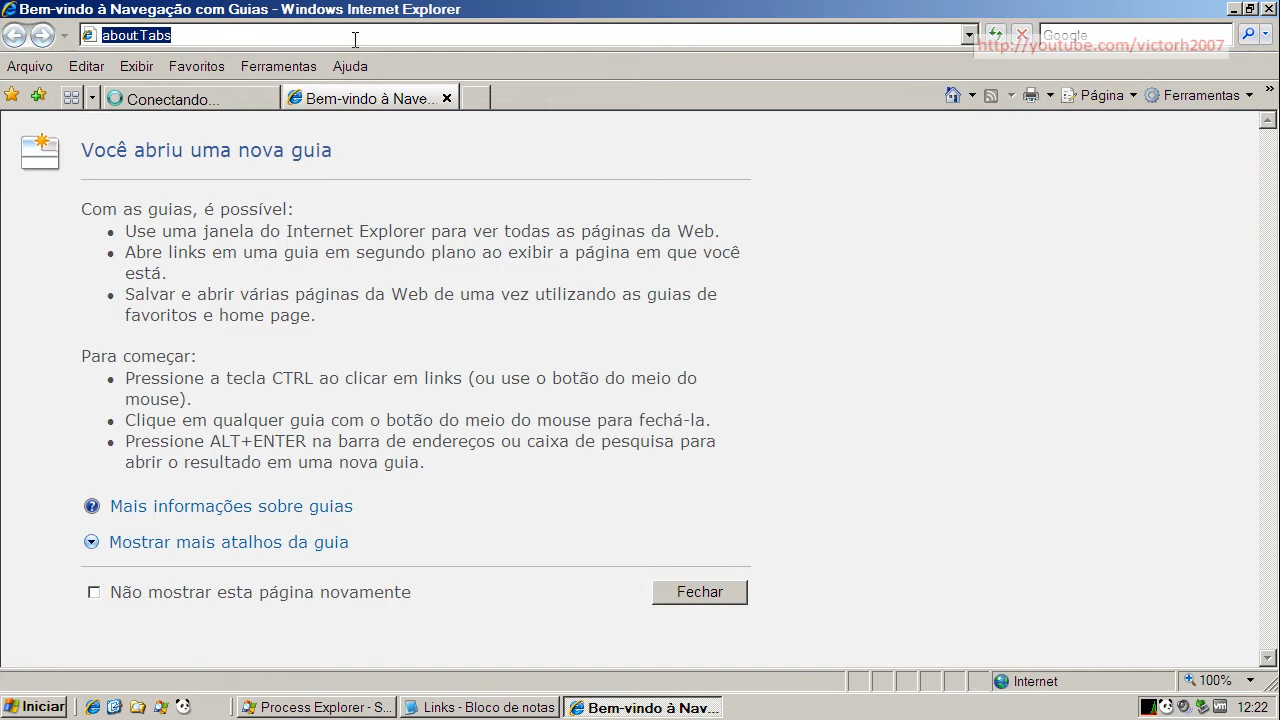 Bem-vindo à Navegação com Guias - Windows Internet Explorer
about:Tabs
Google
http://youtube.com/victorh2007
Arquivo Editar Exibir Favoritos Ferramentas Ajuda
Conectando... Bem-vindo à Nave... Página Ferramentas
Você abriu uma nova guia
Com as guias, é possível:
Use uma janela do Internet Explorer para ver todas as páginas da Web.
Abre links em uma guia em segundo plano ao exibir a página em que você
está.
Salvar e abrir várias páginas da Web de uma vez utilizando as guias de
favoritos e home page.
Para começar:
Pressione a tecla CTRL ao clicar em links (ou use o botão do meio do
mouse).
Clique em qualquer guia com o botão do meio do mouse para fechá-la.
Pressione ALT+ENTER na barra de endereços ou caixa de pesquisa para
abrir o resultado em uma nova guia.
Mais informações sobre guias
Mostrar mais atalhos da guia
Não mostrar esta página novamente Fechar
Internet 100%
Iniciar Process Explorer - S... Links - Bloco de notas Bem-vindo à Nav... 12:22